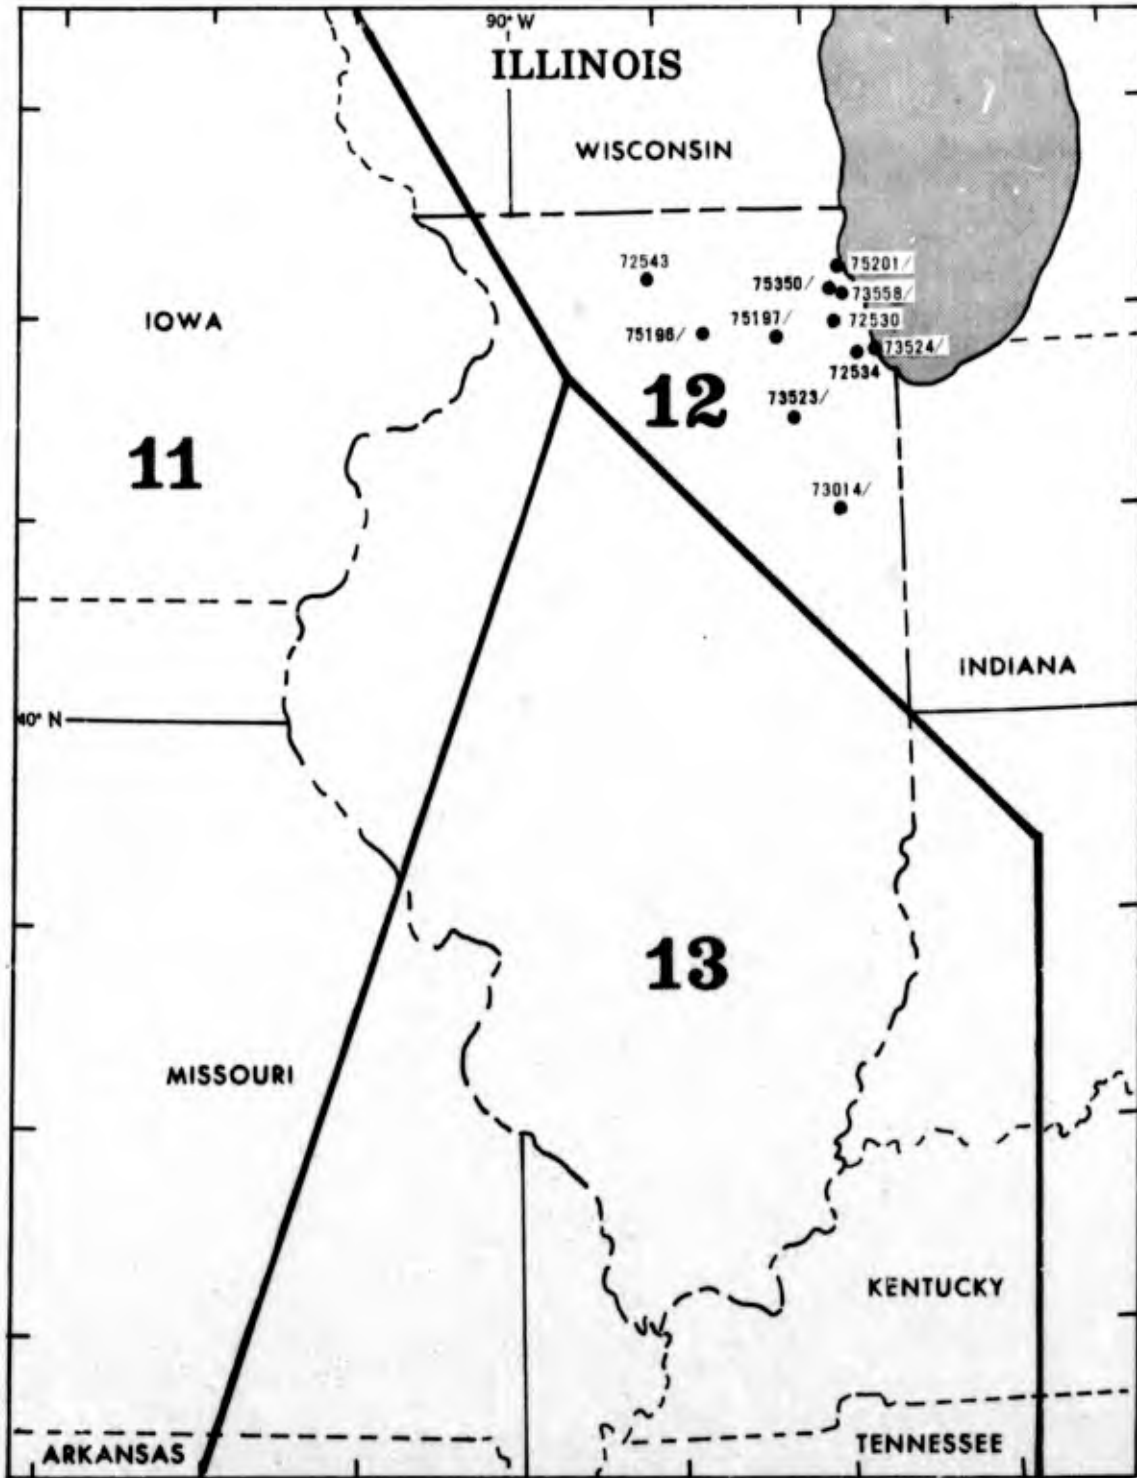 90° W
ILLINOIS
WISCONSIN
72543
75201/
75350/
73558/
IOWA
75196/
75197/
72530
73524/
72534
12
73523/
11
73014/
INDIANA
40° N
13
MISSOURI
KENTUCKY
ARKANSAS
TENNESSEE